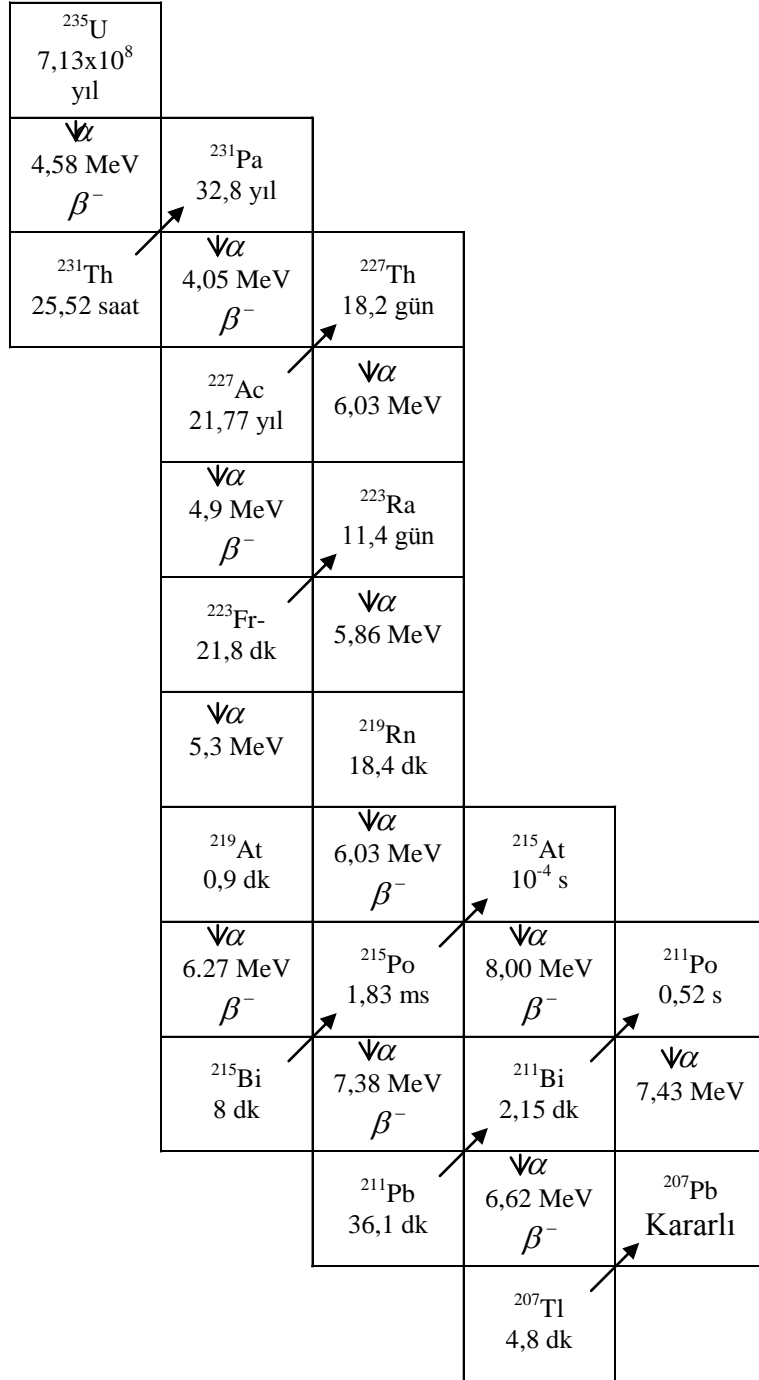 ²³⁵U
7,13x10⁸
yıl
α
4,58 MeV
β⁻
²³¹Pa
32,8 yıl
²³¹Th
25,52 saat
α
4,05 MeV
β⁻
²²⁷Th
18,2 gün
²²⁷Ac
21,77 yıl
α
6,03 MeV
α
4,9 MeV
β⁻
²²³Ra
11,4 gün
²²³Fr-
21,8 dk
α
5,86 MeV
α
5,3 MeV
²¹⁹Rn
18,4 dk
²¹⁹At
0,9 dk
α
6,03 MeV
β⁻
²¹⁵At
10⁻⁴ s
α
6.27 MeV
β⁻
²¹⁵Po
1,83 ms
α
8,00 MeV
β⁻
²¹¹Po
0,52 s
²¹⁵Bi
8 dk
α
7,38 MeV
β⁻
²¹¹Bi
2,15 dk
α
7,43 MeV
²¹¹Pb
36,1 dk
α
6,62 MeV
β⁻
²⁰⁷Pb
Kararlı
²⁰⁷Tl
4,8 dk